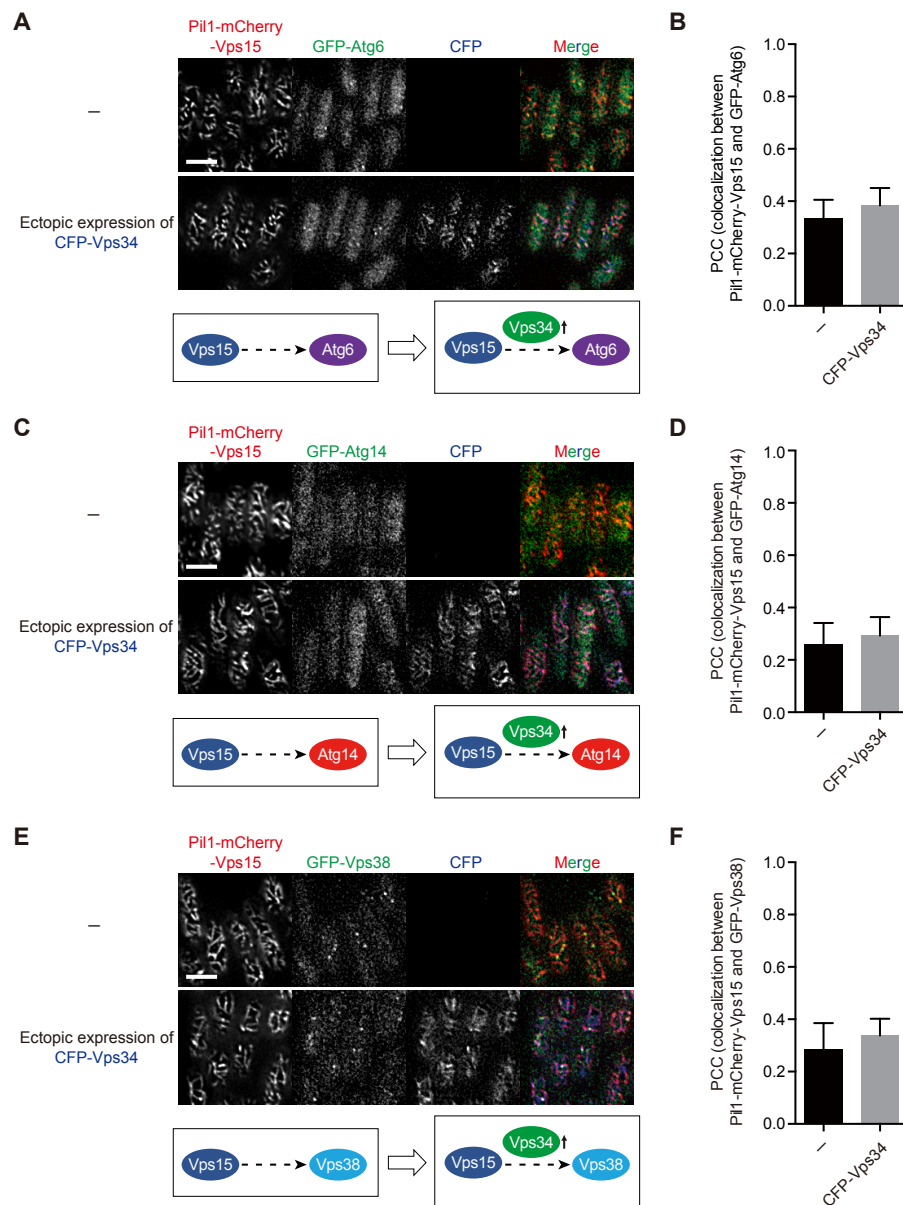 A
Pil1-mCherry
-Vps15
GFP-Atg6
CFP
Merge
–
Ectopic expression of
CFP-Vps34
Vps15
Atg6
Vps34
Vps15
Atg6
B
PCC (colocalization between
Pil1-mCherry-Vps15 and GFP-Atg6)
1.0
0.8
0.6
0.4
0.2
0.0
–
CFP-Vps34
C
Pil1-mCherry
-Vps15
GFP-Atg14
CFP
Merge
–
Ectopic expression of
CFP-Vps34
Vps15
Atg14
Vps34
Vps15
Atg14
D
PCC (colocalization between
Pil1-mCherry-Vps15 and GFP-Atg14)
1.0
0.8
0.6
0.4
0.2
0.0
–
CFP-Vps34
E
Pil1-mCherry
-Vps15
GFP-Vps38
CFP
Merge
–
Ectopic expression of
CFP-Vps34
Vps15
Vps38
Vps34
Vps15
Vps38
F
PCC (colocalization between
Pil1-mCherry-Vps15 and GFP-Vps38)
1.0
0.8
0.6
0.4
0.2
0.0
–
CFP-Vps34